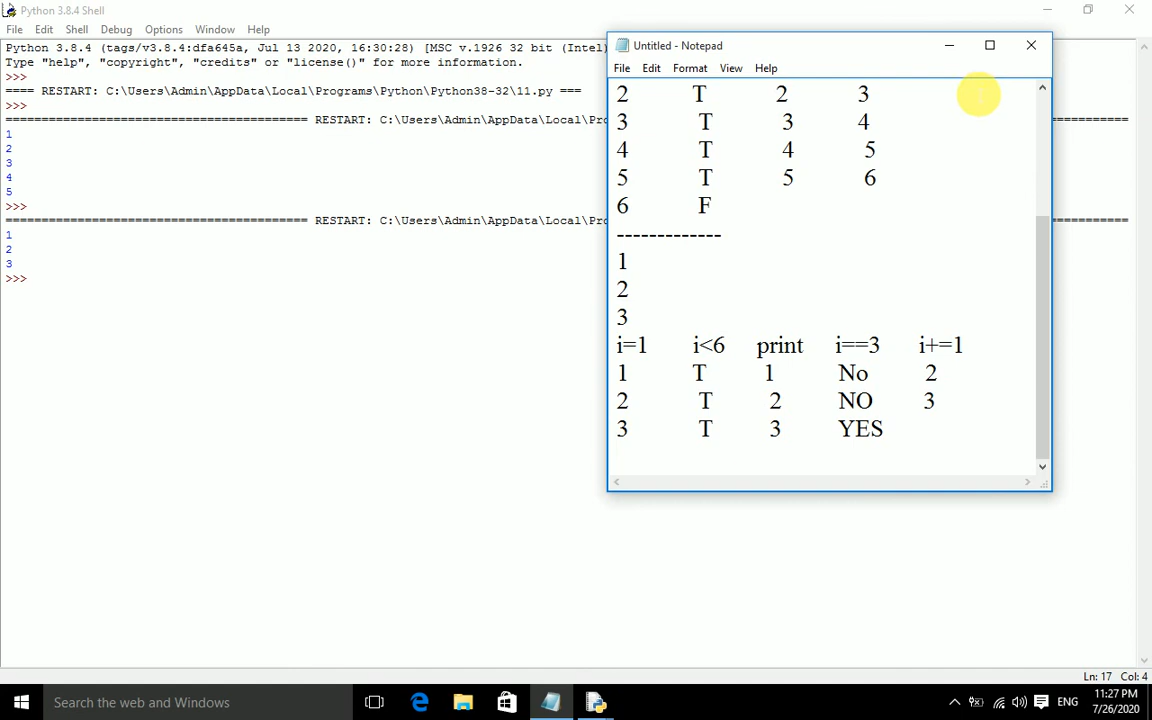 Python 3.8.4 Shell
File Edit Shell Debug Options Window Help
Python 3.8.4 (tags/v3.8.4:dfa645a, Jul 13 2020, 16:30:28) [MSC v.1926 32 bit (Intel)
Type "help", "copyright", "credits" or "license()" for more information.
>>>
==== RESTART: C:\Users\Admin\AppData\Local\Programs\Python\Python38-32\11.py ===
>>>
========================================== RESTART: C:\Users\Admin\AppData\Local\Pro
1
2
3
4
5
>>>
========================================== RESTART: C:\Users\Admin\AppData\Local\Pro
1
2
3
>>>
Untitled - Notepad
File Edit Format View Help
2 T 2 3
3 T 3 4
4 T 4 5
5 T 5 6
6 F
-------------
1
2
3
i=1 i<6 print i==3 i+=1
1 T 1 No 2
2 T 2 NO 3
3 T 3 YES
Ln: 17 Col: 4
Search the web and Windows
ENG
11:27 PM
7/26/2020